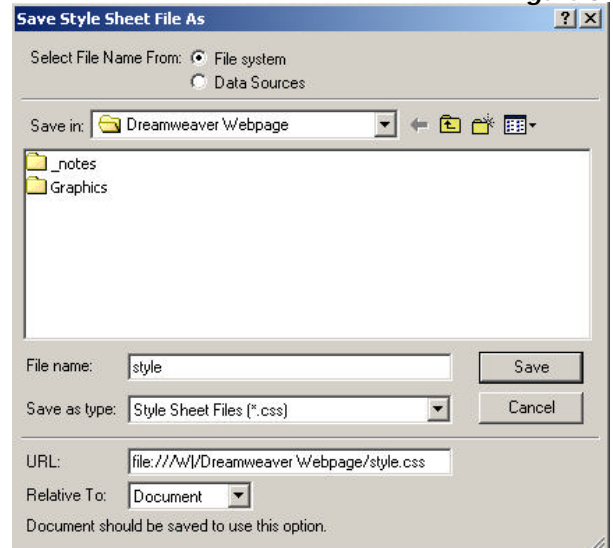 Save Style Sheet File As
Select File Name From: File system
Data Sources
Save in: Dreamweaver Webpage
_notes
Graphics
File name: style Save
Save as type: Style Sheet Files (*.css) Cancel
URL: file:///W|/Dreamweaver Webpage/style.css
Relative To: Document
Document should be saved to use this option.